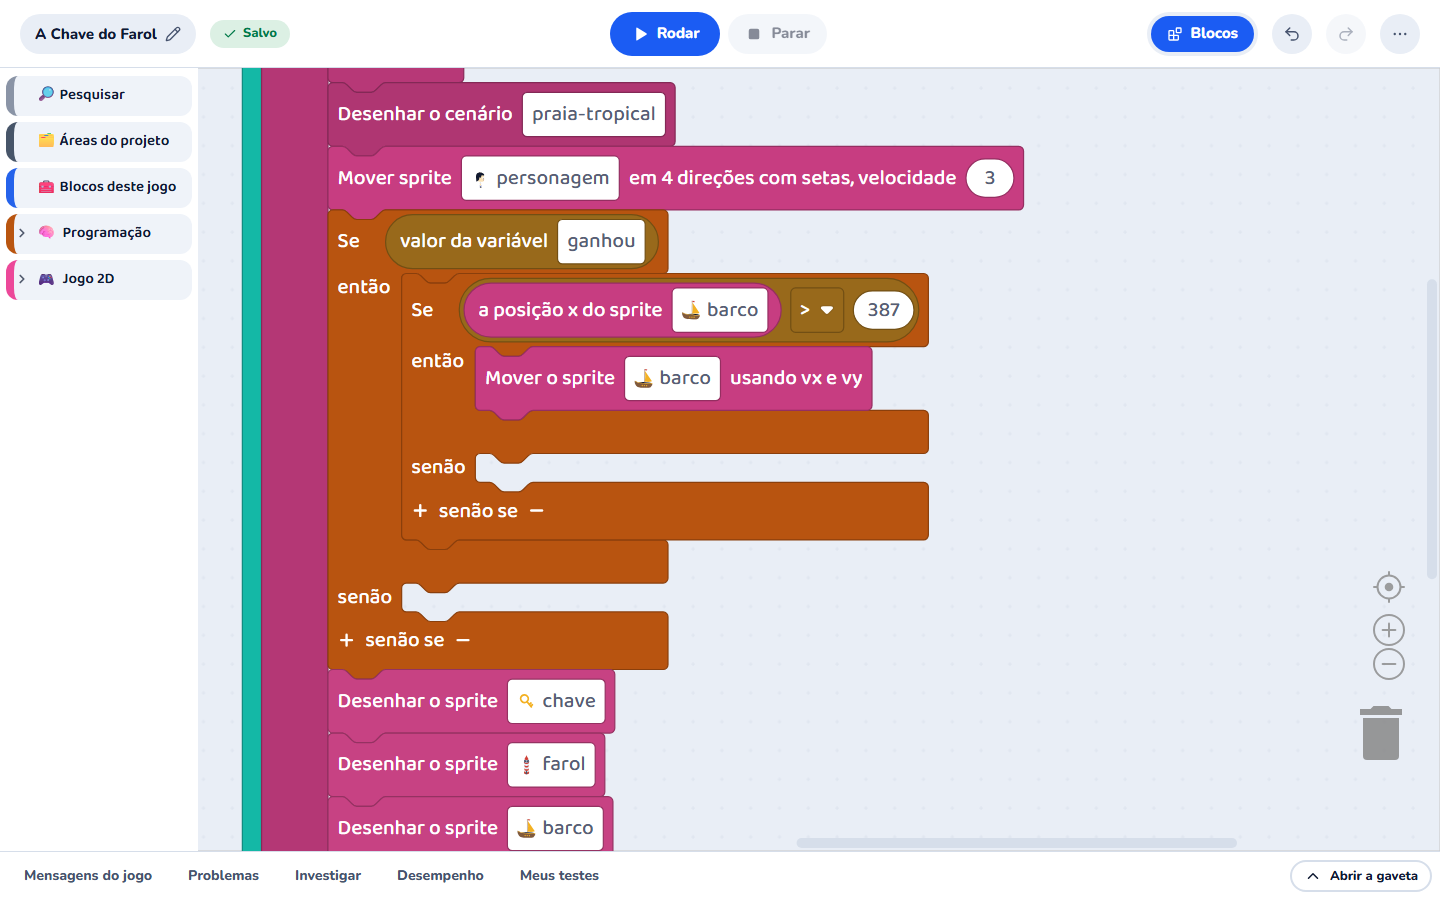 A Chave do Farol
Salvo
Rodar
Parar
Blocos
Pesquisar
Áreas do projeto
Blocos deste jogo
Programação
Jogo 2D
Desenhar o cenário praia-tropical
Mover sprite personagem em 4 direções com setas, velocidade 3
Se valor da variável ganhou
então
Se a posição x do sprite barco > 387
então
Mover o sprite barco usando vx e vy
senão
+ senão se −
senão
+ senão se −
Desenhar o sprite chave
Desenhar o sprite farol
Desenhar o sprite barco
Mensagens do jogo
Problemas
Investigar
Desempenho
Meus testes
Abrir a gaveta